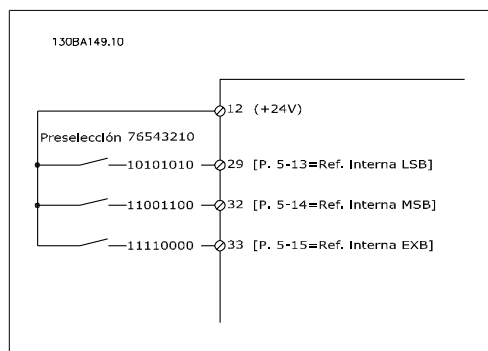 130BA149.10
12 (+24V)
Preselección 76543210
10101010 29 [P. 5-13=Ref. Interna LSB]
11001100 32 [P. 5-14=Ref. Interna MSB]
11110000 33 [P. 5-15=Ref. Interna EXB]